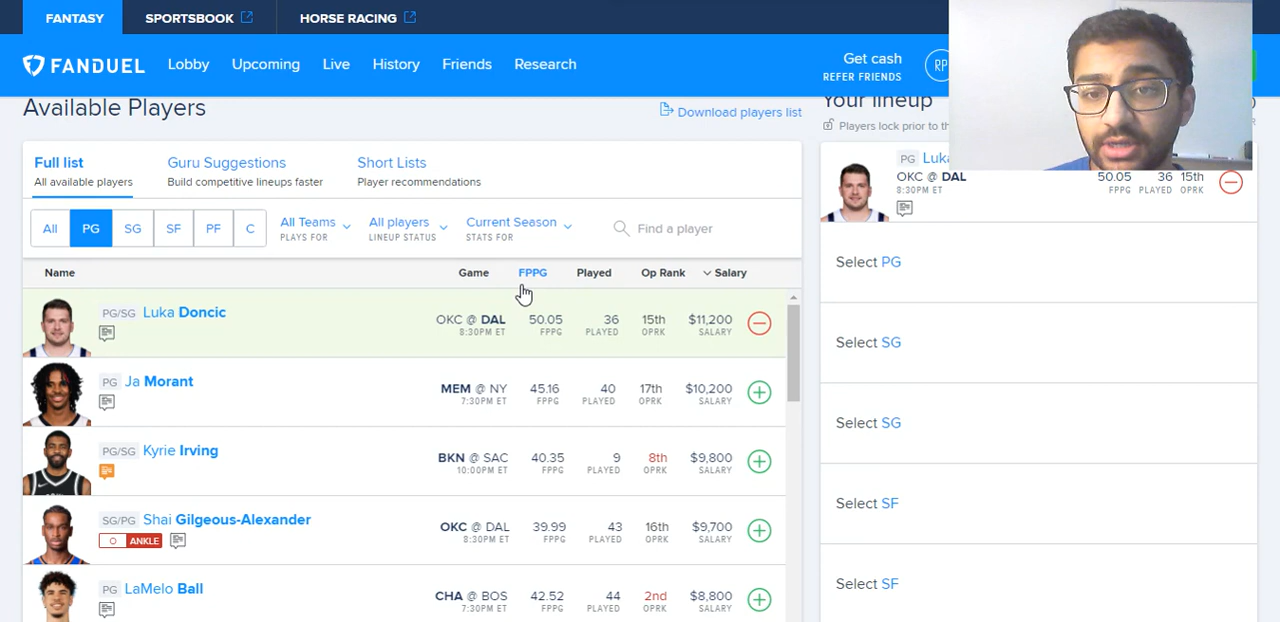 FANTASY SPORTSBOOK HORSE RACING
FANDUEL Lobby Upcoming Live History Friends Research Get cash RP
REFER FRIENDS
Available Players Download players list
Full list Guru Suggestions Short Lists
All available players Build competitive lineups faster Player recommendations
All PG SG SF PF C All Teams All players Current Season Find a player
PLAYS FOR LINEUP STATUS STATS FOR
Name Game FPPG Played Op Rank Salary
PG/SG Luka Doncic OKC @ DAL 50.05 36 15th $11,200
8:30PM ET FPPG PLAYED OPRK SALARY
PG Ja Morant MEM @ NY 45.16 40 17th $10,200
7:30PM ET FPPG PLAYED OPRK SALARY
PG/SG Kyrie Irving BKN @ SAC 40.35 9 8th $9,800
10:00PM ET FPPG PLAYED OPRK SALARY
SG/PG Shai Gilgeous-Alexander OKC @ DAL 39.99 43 16th $9,700
O ANKLE 8:30PM ET FPPG PLAYED OPRK SALARY
PG LaMelo Ball CHA @ BOS 42.52 44 2nd $8,800
7:30PM ET FPPG PLAYED OPRK SALARY
Your lineup
Players lock prior to th
PG Luka
OKC @ DAL 50.05 36 15th
8:30PM ET FPPG PLAYED OPRK
Select PG
Select SG
Select SG
Select SF
Select SF